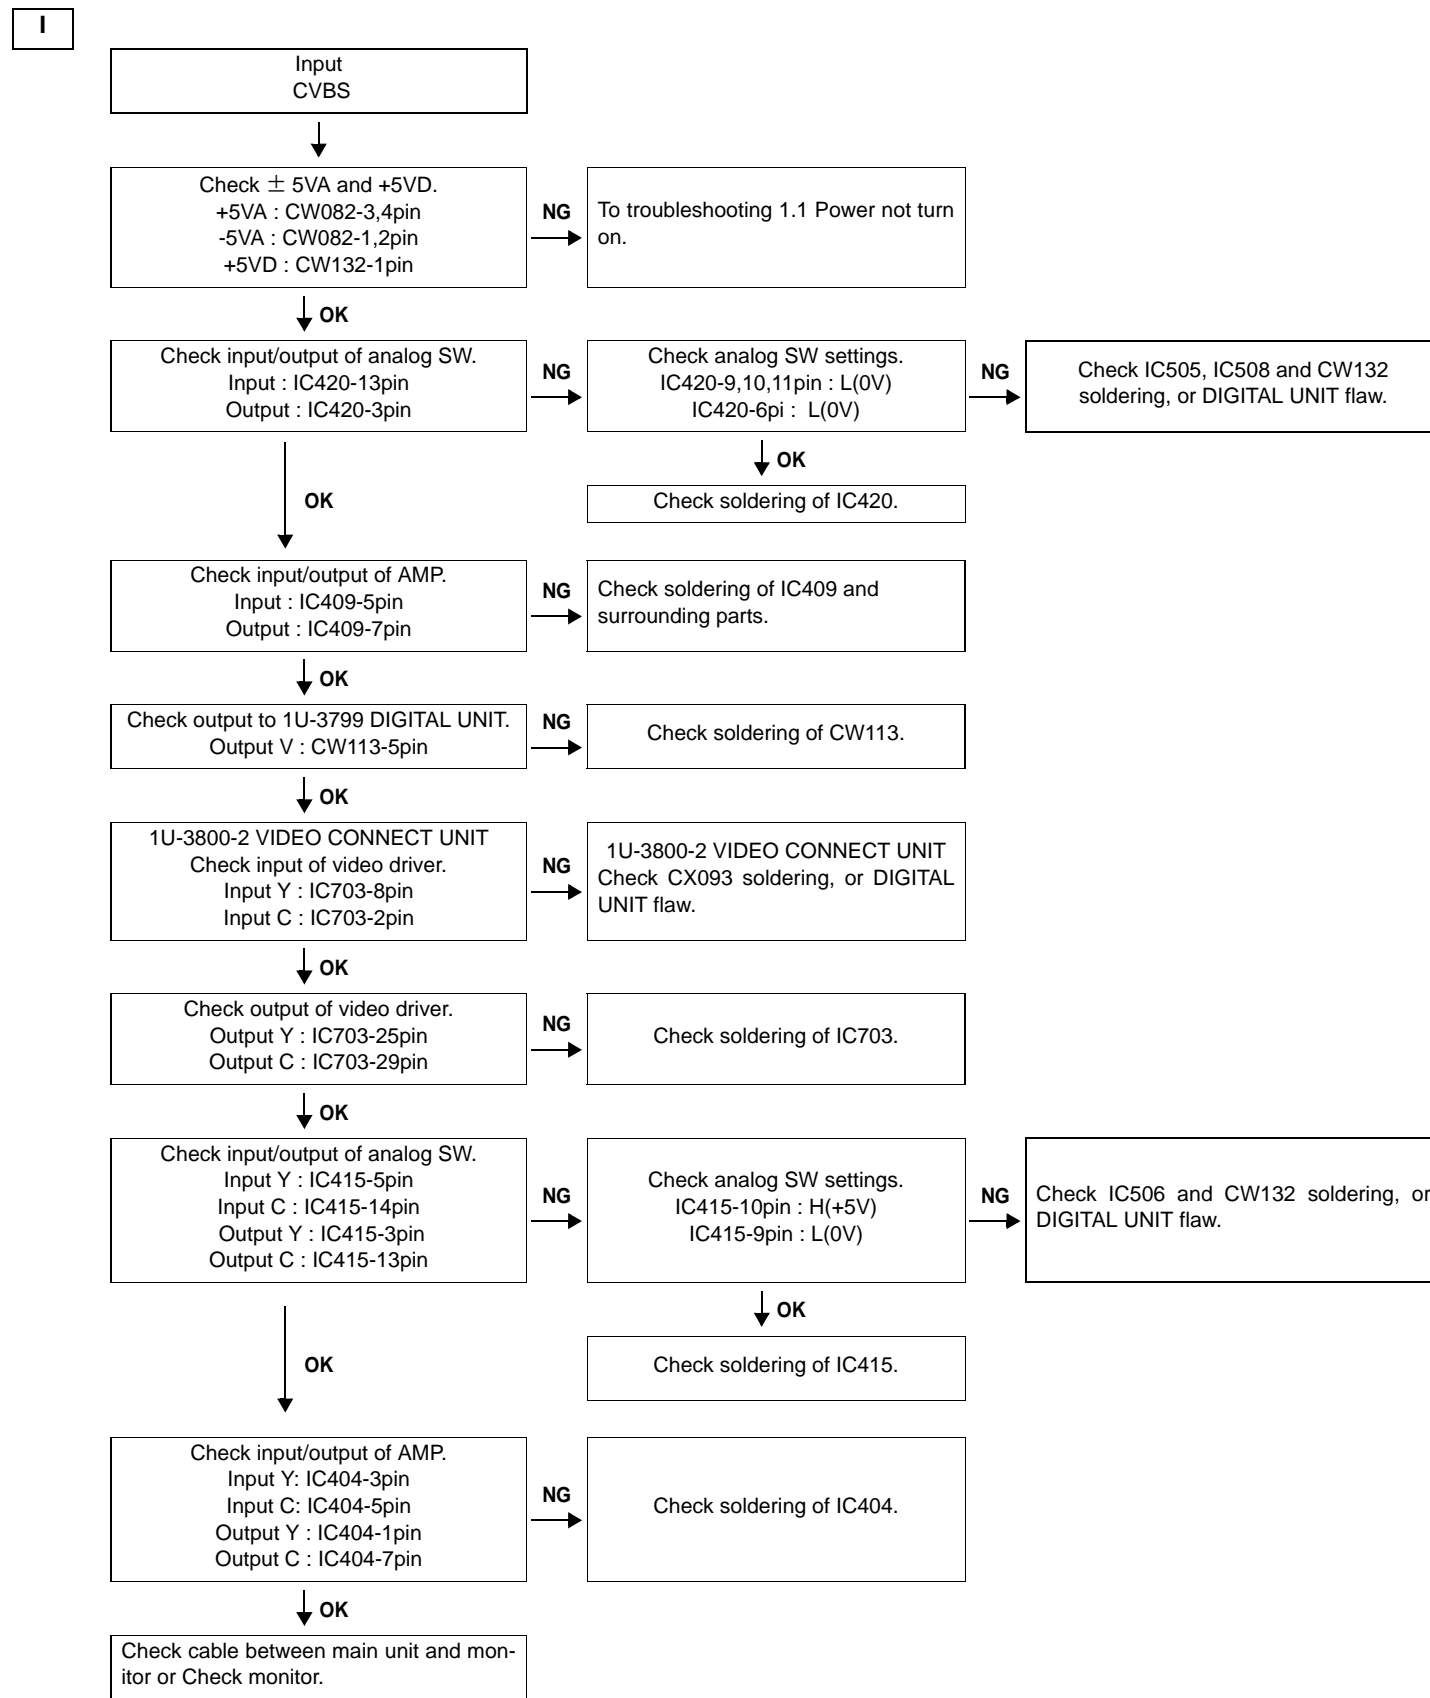 I
Input
CVBS
Check ± 5VA and +5VD.
+5VA : CW082-3,4pin
-5VA : CW082-1,2pin
+5VD : CW132-1pin
NG
To troubleshooting 1.1 Power not turn
on.
OK
Check input/output of analog SW.
Input : IC420-13pin
Output : IC420-3pin
NG
Check analog SW settings.
IC420-9,10,11pin : L(0V)
IC420-6pi :  L(0V)
NG
Check IC505, IC508 and CW132
soldering, or DIGITAL UNIT flaw.
OK
Check soldering of IC420.
OK
Check input/output of AMP.
Input : IC409-5pin
Output : IC409-7pin
NG
Check soldering of IC409 and
surrounding parts.
OK
Check output to 1U-3799 DIGITAL UNIT.
Output V : CW113-5pin
NG
Check soldering of CW113.
OK
1U-3800-2 VIDEO CONNECT UNIT
Check input of video driver.
Input Y : IC703-8pin
Input C : IC703-2pin
NG
1U-3800-2 VIDEO CONNECT UNIT
Check CX093 soldering, or DIGITAL
UNIT flaw.
OK
Check output of video driver.
Output Y : IC703-25pin
Output C : IC703-29pin
NG
Check soldering of IC703.
OK
Check input/output of analog SW.
Input Y : IC415-5pin
Input C : IC415-14pin
Output Y : IC415-3pin
Output C : IC415-13pin
NG
Check analog SW settings.
IC415-10pin : H(+5V)
IC415-9pin : L(0V)
NG
Check IC506 and CW132 soldering, or
DIGITAL UNIT flaw.
OK
Check soldering of IC415.
OK
Check input/output of AMP.
Input Y: IC404-3pin
Input C: IC404-5pin
Output Y : IC404-1pin
Output C : IC404-7pin
NG
Check soldering of IC404.
OK
Check cable between main unit and mon-
itor or Check monitor.